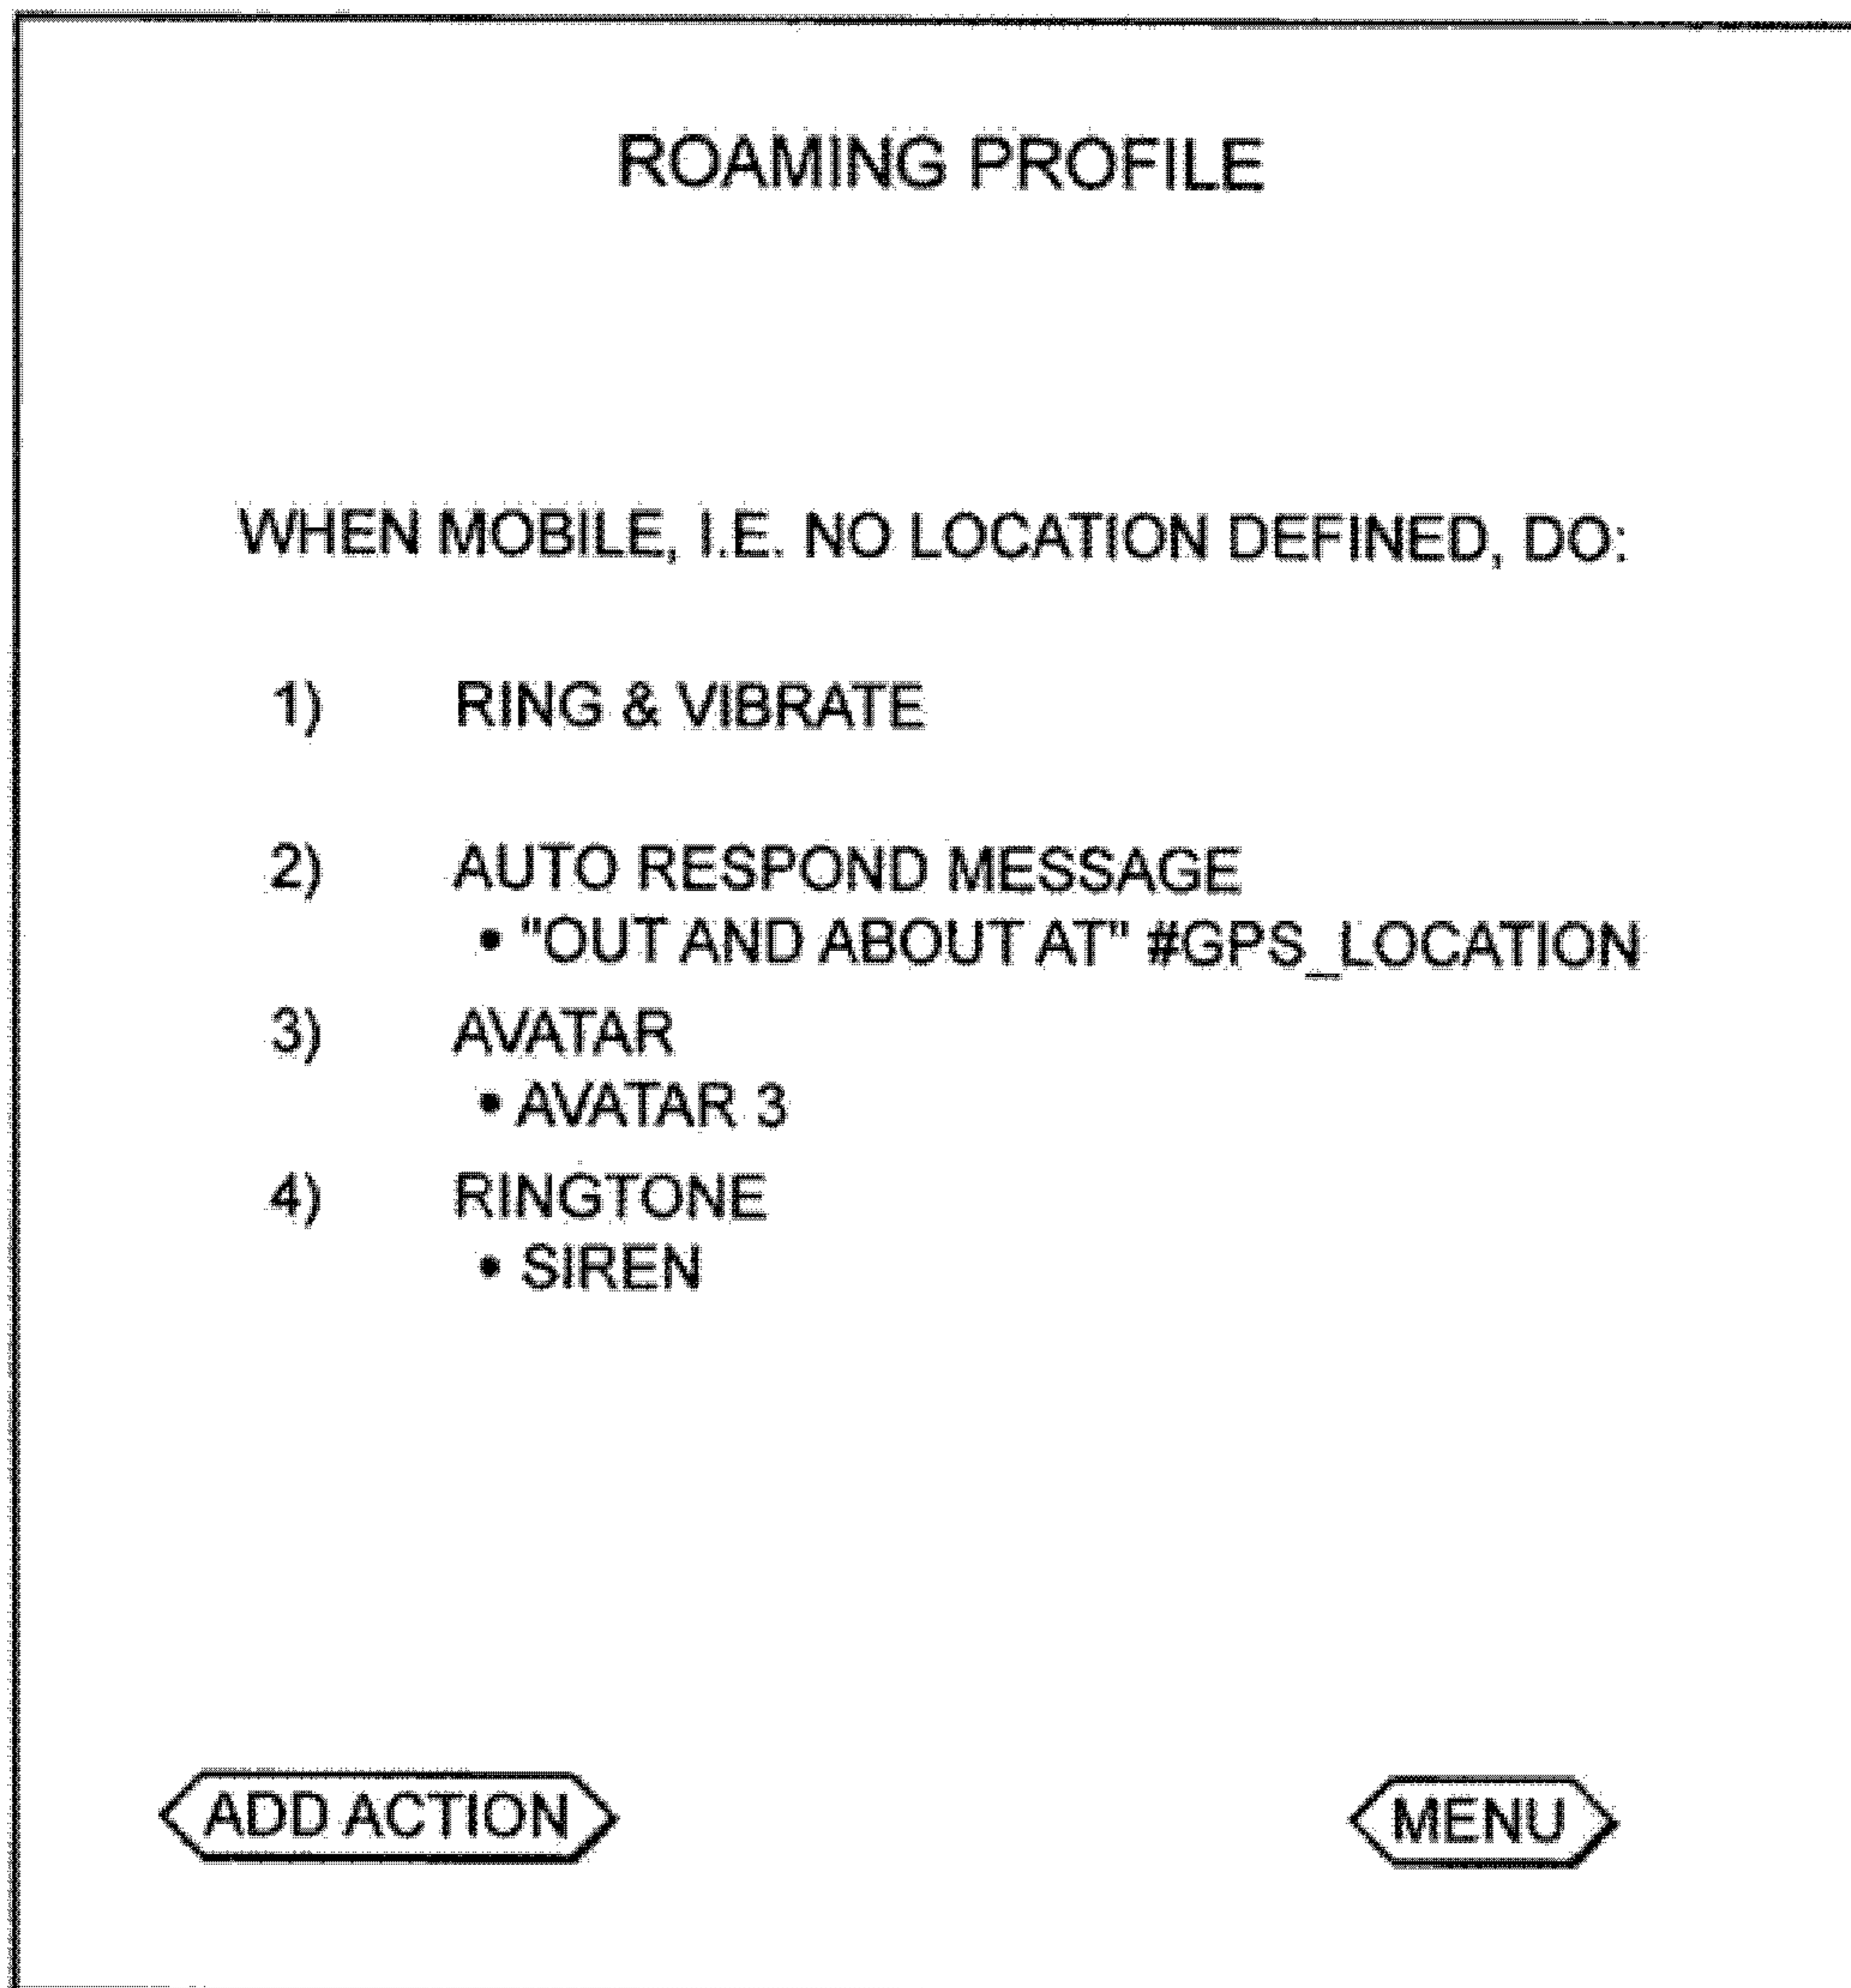 ROAMING PROFILE
WHEN MOBILE, I.E. NO LOCATION DEFINED, DO:
1) RING & VIBRATE
2) AUTO RESPOND MESSAGE
• "OUT AND ABOUT AT" #GPS_LOCATION
3) AVATAR
• AVATAR 3
4) RINGTONE
• SIREN
ADD ACTION MENU